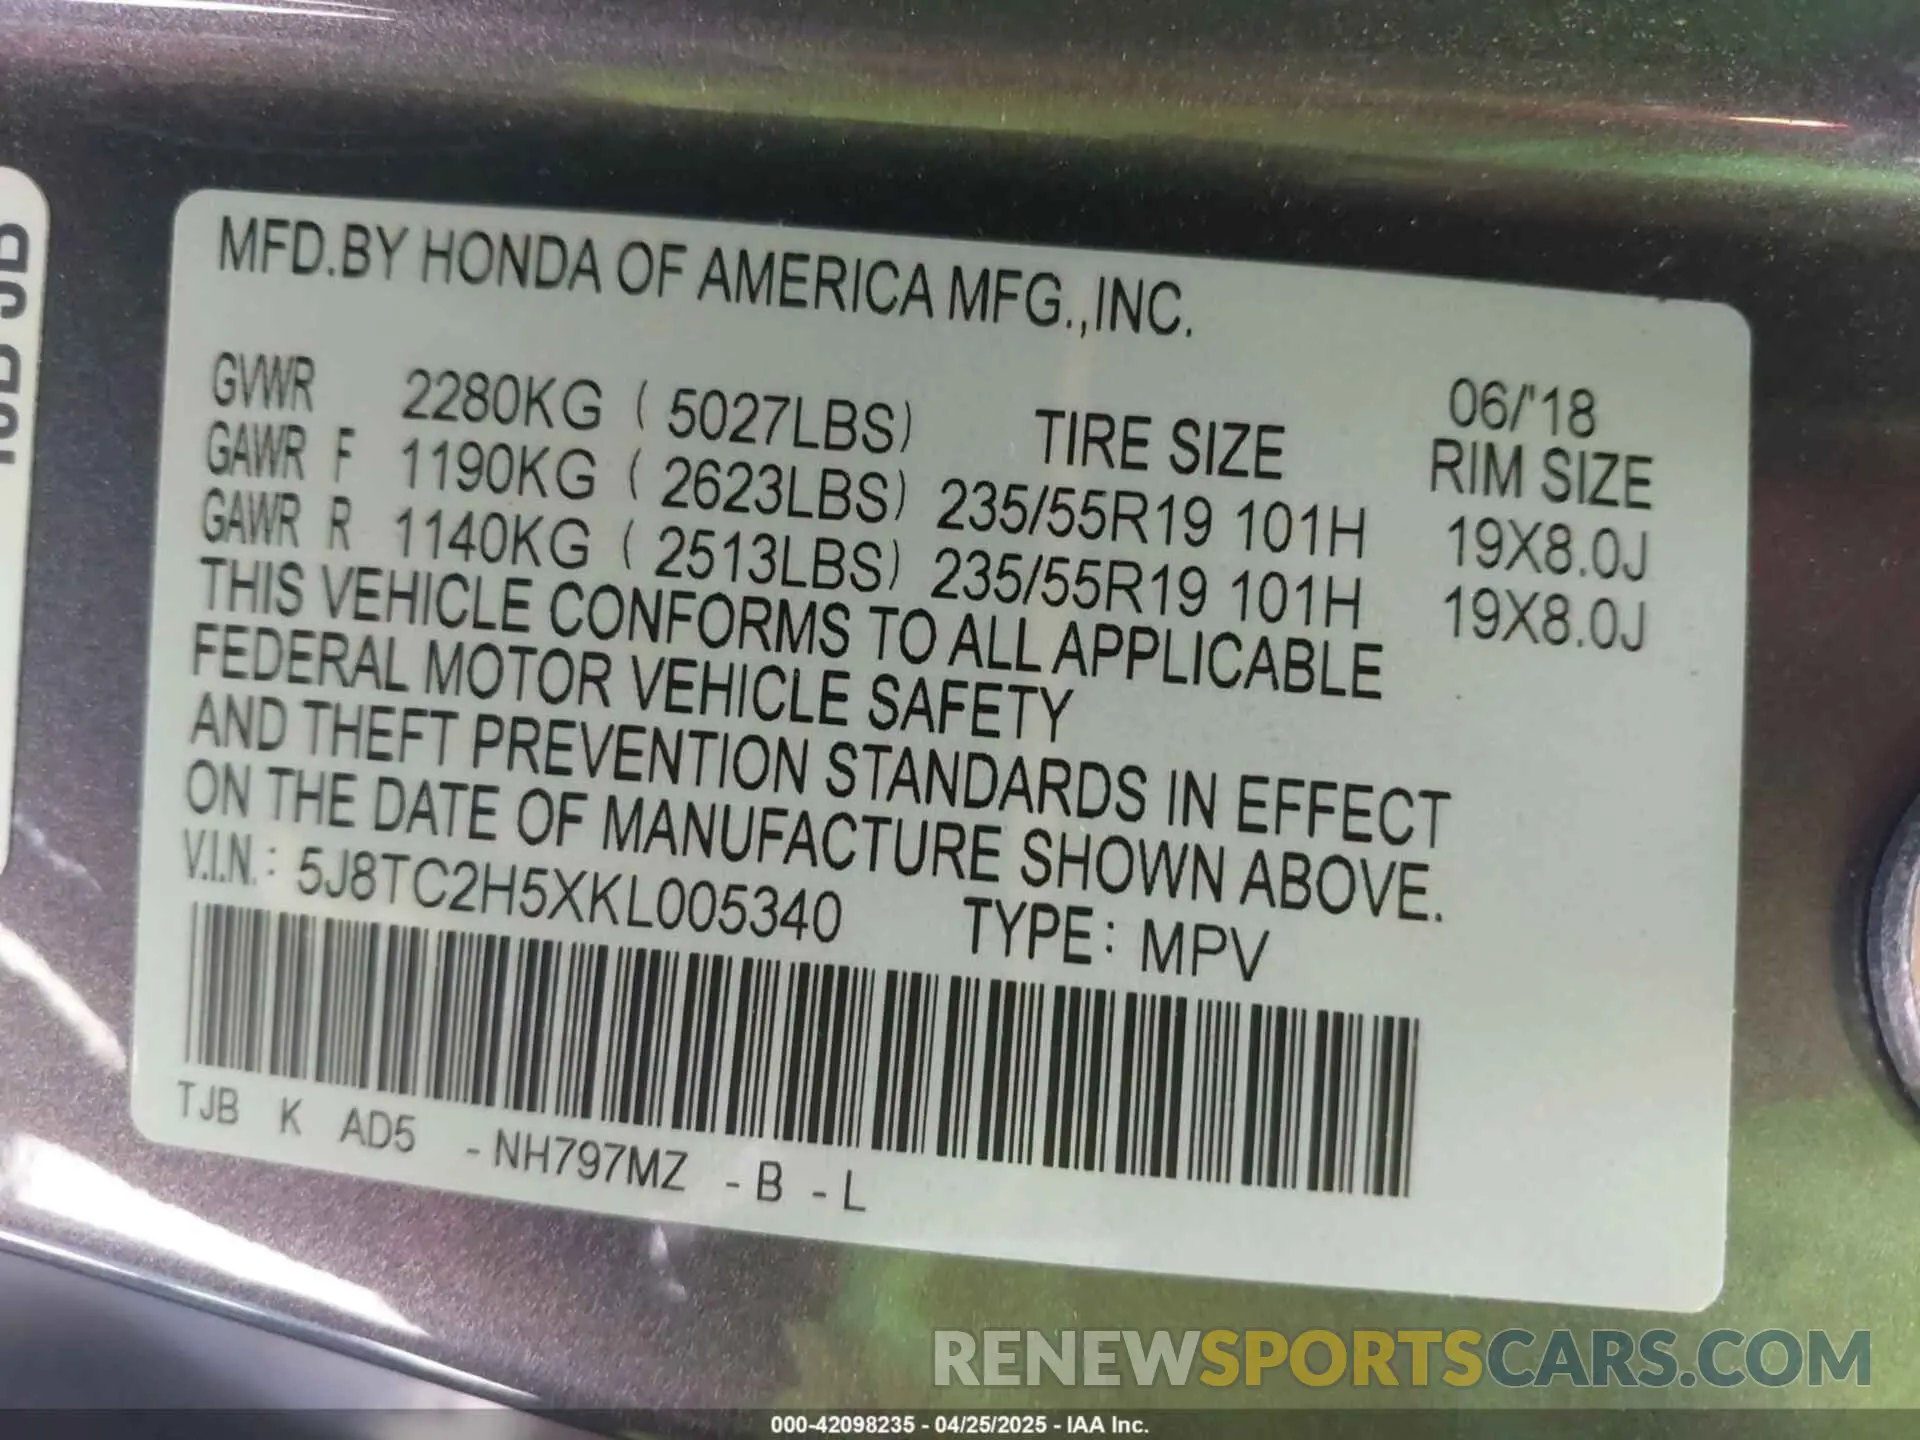 MFD.BY HONDA OF AMERICA MFG.,INC.
06/'18
GVWR 2280KG ( 5027LBS) TIRE SIZE RIM SIZE
GAWR F 1190KG ( 2623LBS) 235/55R19 101H 19X8.0J
GAWR R 1140KG ( 2513LBS) 235/55R19 101H 19X8.0J
THIS VEHICLE CONFORMS TO ALL APPLICABLE
FEDERAL MOTOR VEHICLE SAFETY
AND THEFT PREVENTION STANDARDS IN EFFECT
ON THE DATE OF MANUFACTURE SHOWN ABOVE.
V.I.N.: 5J8TC2H5XKL005340 TYPE: MPV
TJB K AD5 -NH797MZ -B -L
RENEWSPORTSCARS.COM
000-42098235 - 04/25/2025 - IAA Inc.